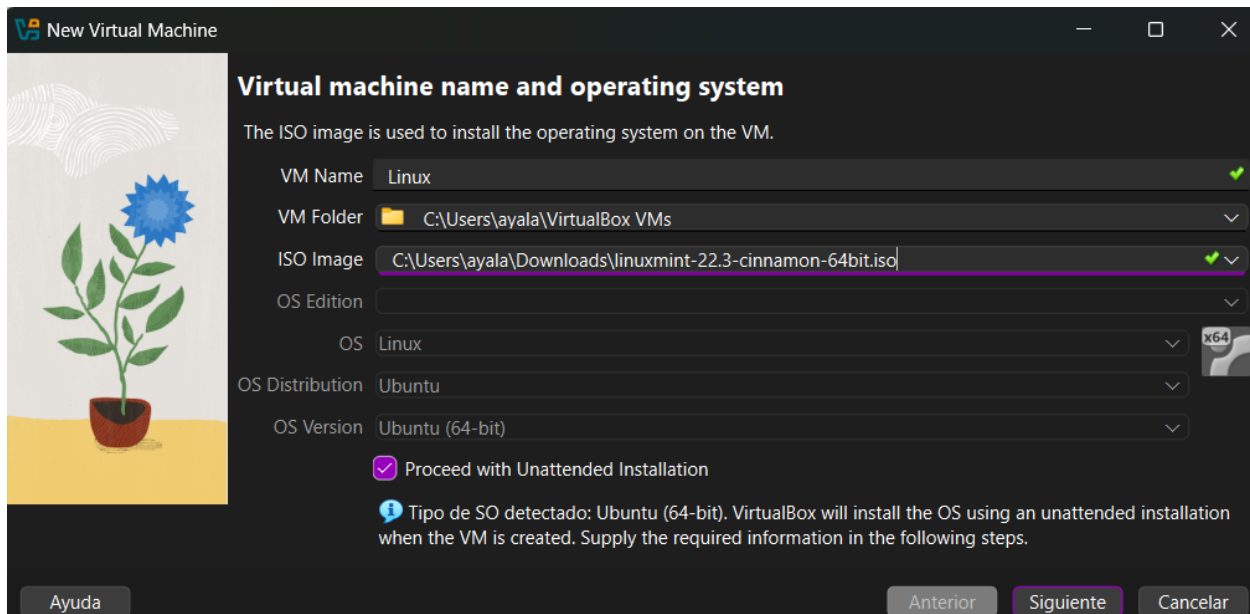 New Virtual Machine
Virtual machine name and operating system
The ISO image is used to install the operating system on the VM.
VM Name Linux
VM Folder C:\Users\ayala\VirtualBox VMs
ISO Image C:\Users\ayala\Downloads\linuxmint-22.3-cinnamon-64bit.iso
OS Edition
OS Linux
x64
OS Distribution Ubuntu
OS Version Ubuntu (64-bit)
Proceed with Unattended Installation
Tipo de SO detectado: Ubuntu (64-bit). VirtualBox will install the OS using an unattended installation
when the VM is created. Supply the required information in the following steps.
Ayuda Anterior Siguiente Cancelar